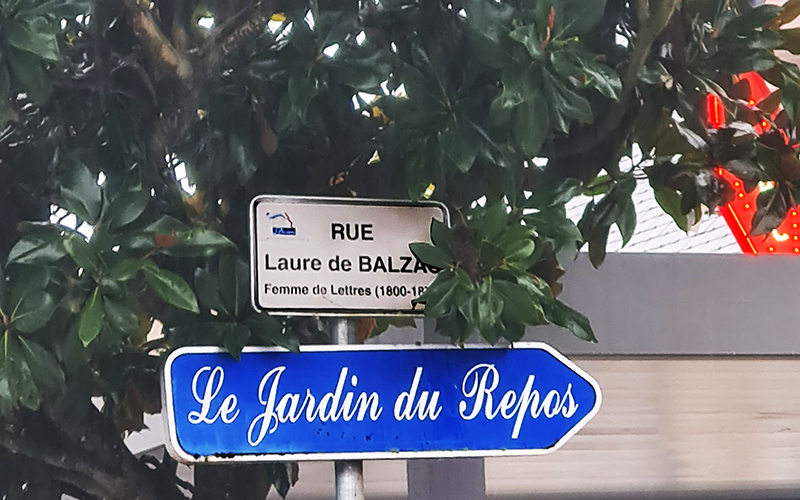 RUE
Laure de BALZAC
Femme de Lettres (1800-18
Le Jardin du Repos